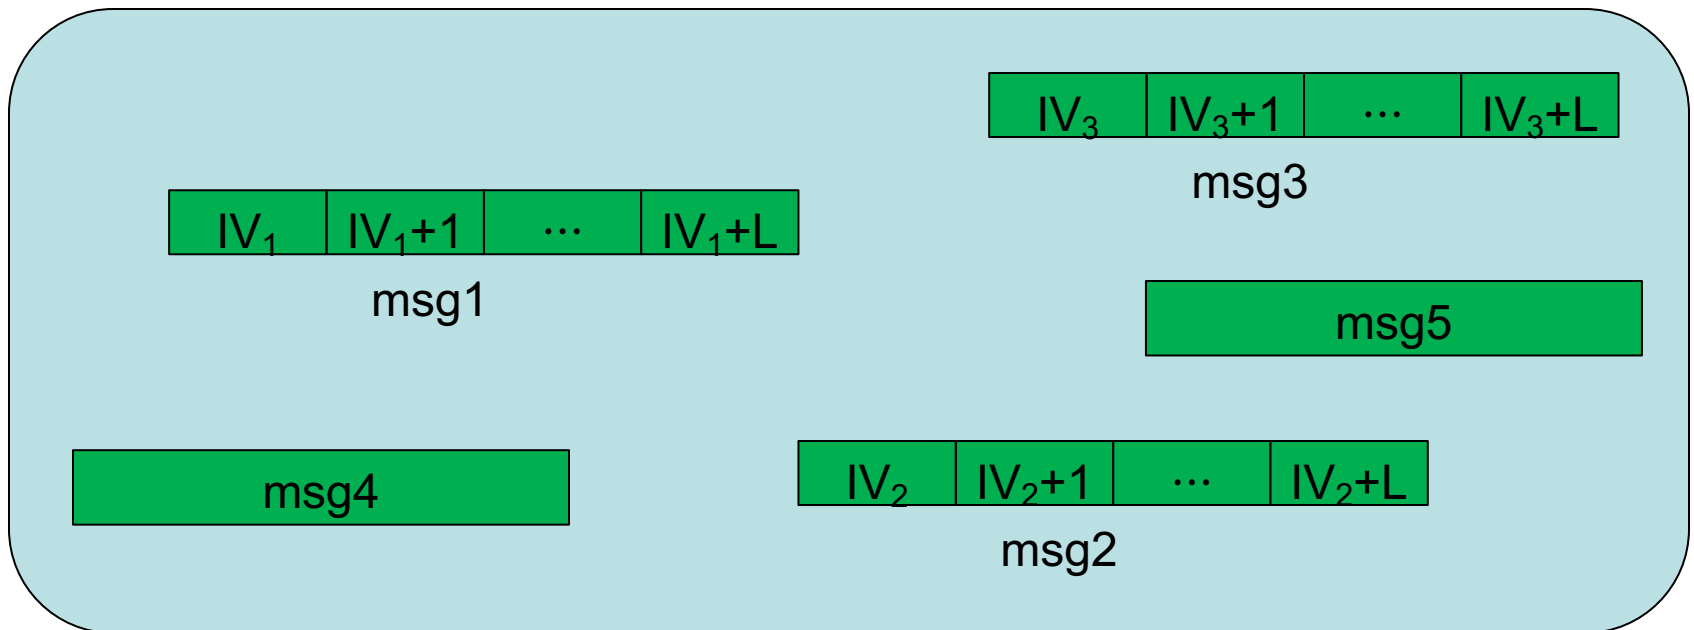 IV₃ IV₃+1 ... IV₃+L
msg3
IV₁ IV₁+1 ... IV₁+L
msg1
msg5
msg4
IV₂ IV₂+1 ... IV₂+L
msg2